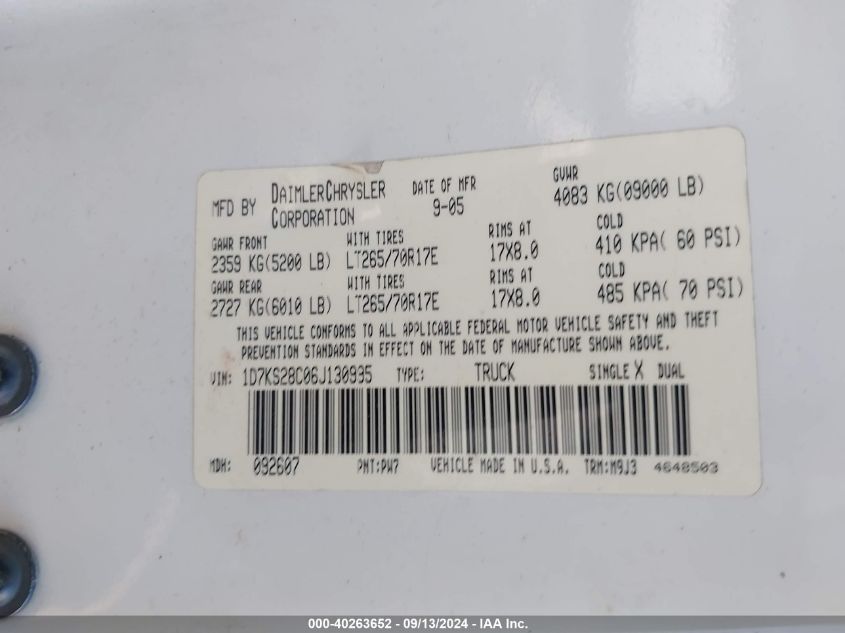 MFD BY DAIMLERCHRYSLER CORPORATION
DATE OF MFR 9-05
GVWR 4083 KG(09000 LB)
GAWR FRONT WITH TIRES RIMS AT COLD
2359 KG(5200 LB) LT265/70R17E 17X8.0 410 KPA( 60 PSI)
GAWR REAR WITH TIRES RIMS AT COLD
2727 KG(6010 LB) LT265/70R17E 17X8.0 485 KPA( 70 PSI)
THIS VEHICLE CONFORMS TO ALL APPLICABLE FEDERAL MOTOR VEHICLE SAFETY AND THEFT
PREVENTION STANDARDS IN EFFECT ON THE DATE OF MANUFACTURE SHOWN ABOVE.
VIN: 1D7KS28C06J130935 TYPE: TRUCK SINGLE X DUAL
MDH: 092607 PNT:PW7 VEHICLE MADE IN U.S.A. TRM:M9J3 4648503
000-40263652 - 09/13/2024 - IAA Inc.